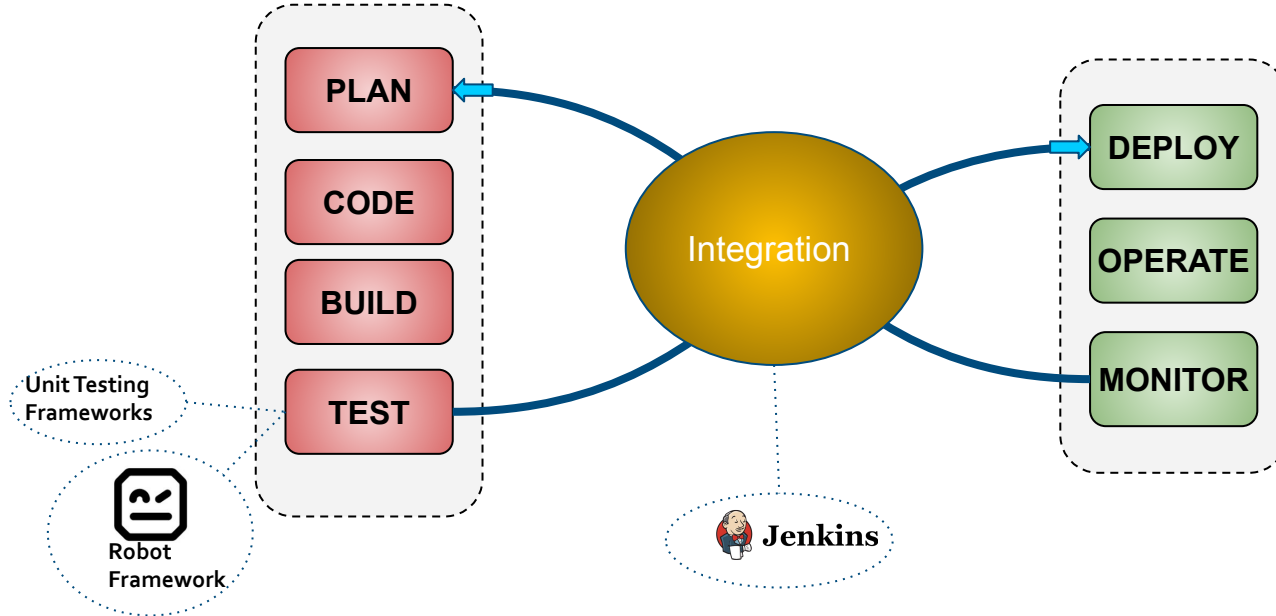 PLAN
CODE
BUILD
TEST
Unit Testing
Frameworks
Robot
Framework
Integration
Jenkins
DEPLOY
OPERATE
MONITOR